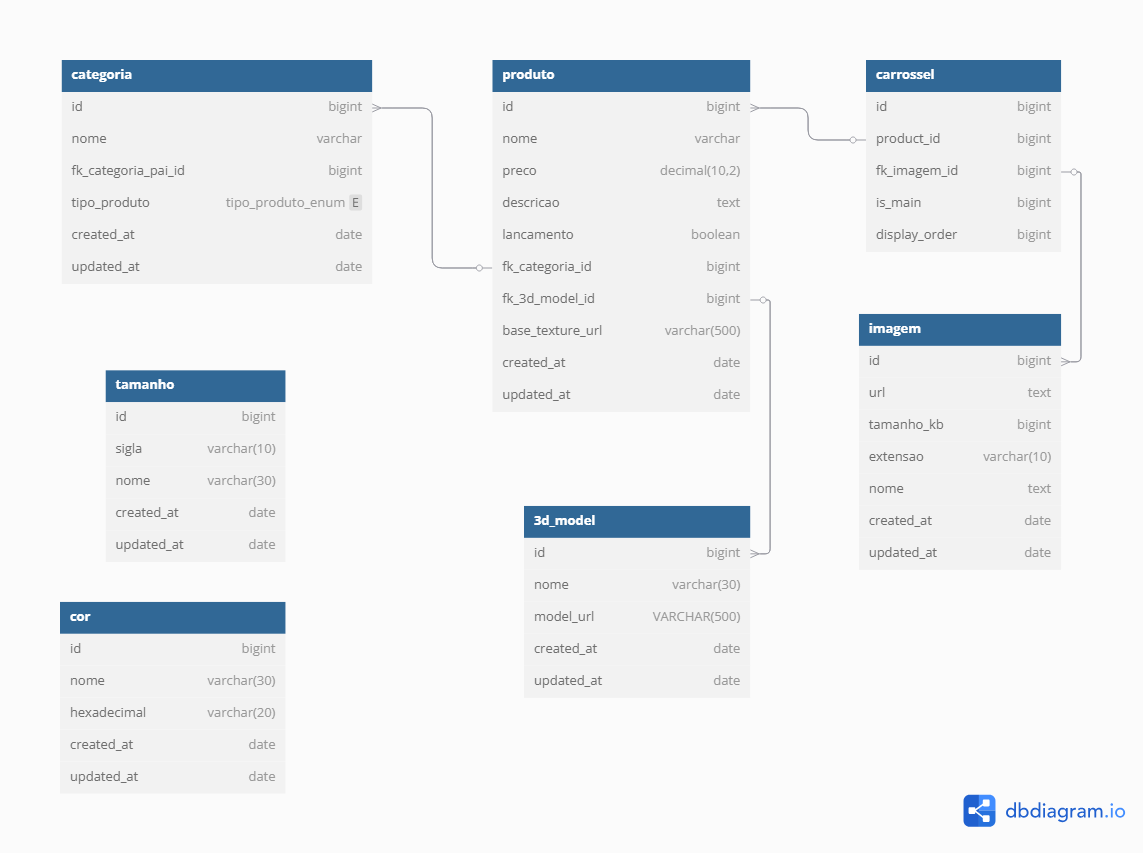 categoria
id bigint
nome varchar
fk_categoria_pai_id bigint
tipo_produto tipo_produto_enum E
created_at date
updated_at date
produto
id bigint
nome varchar
preco decimal(10,2)
descricao text
lancamento boolean
fk_categoria_id bigint
fk_3d_model_id bigint
base_texture_url varchar(500)
created_at date
updated_at date
carrossel
id bigint
product_id bigint
fk_imagem_id bigint
is_main bigint
display_order bigint
imagem
id bigint
url text
tamanho_kb bigint
extensao varchar(10)
nome text
created_at date
updated_at date
tamanho
id bigint
sigla varchar(10)
nome varchar(30)
created_at date
updated_at date
3d_model
id bigint
nome varchar(30)
model_url VARCHAR(500)
created_at date
updated_at date
cor
id bigint
nome varchar(30)
hexadecimal varchar(20)
created_at date
updated_at date
dbdiagram.io